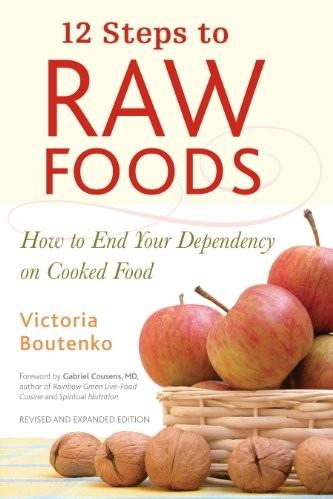 12 Steps to
RAW
FOODS
How to End Your Dependency
on Cooked Food
Victoria
Boutenko
Foreword by Gabriel Cousens, MD,
author of Rainbow Green Live-Food
Cuisine and Spiritual Nutrition
REVISED AND EXPANDED EDITION